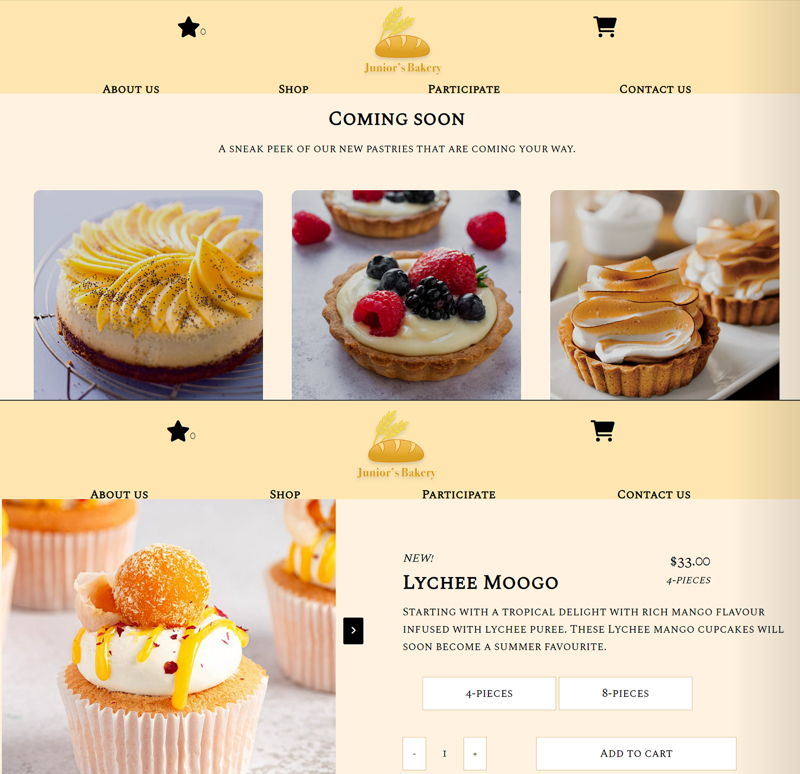 0
Junior's Bakery
About us Shop Participate Contact us
Coming soon
A sneak peek of our new pastries that are coming your way.
0
Junior's Bakery
About us Shop Participate Contact us
New! $33.00
Lychee Moogo 4-pieces
Starting with a tropical delight with rich mango flavour
infused with lychee puree. These Lychee mango cupcakes will
soon become a summer favourite.
4-pieces 8-pieces
- 1 + Add to cart